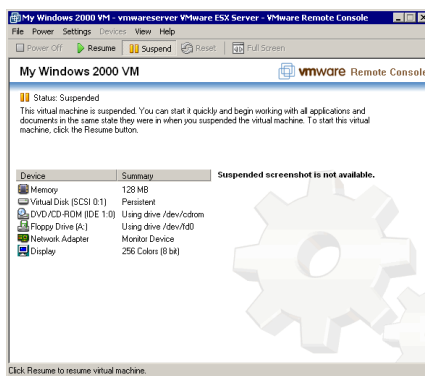 My Windows 2000 VM - vmwareserver VMware ESX Server - VMware Remote Console
File Power Settings Devices View Help
Power Off Resume Suspend Reset Full Screen
My Windows 2000 VM
vmware Remote Console
Status: Suspended
This virtual machine is suspended. You can start it quickly and begin working with all applications and
documents in the same state they were in when you suspended the virtual machine. To start this virtual
machine, click the Resume button.
Device Summary
Suspended screenshot is not available.
Memory 128 MB
Virtual Disk (SCSI 0:1) Persistent
DVD/CD-ROM (IDE 1:0) Using drive /dev/cdrom
Floppy Drive (A:) Using drive /dev/fd0
Network Adapter Monitor Device
Display 256 Colors (8 bit)
Click Resume to resume virtual machine.